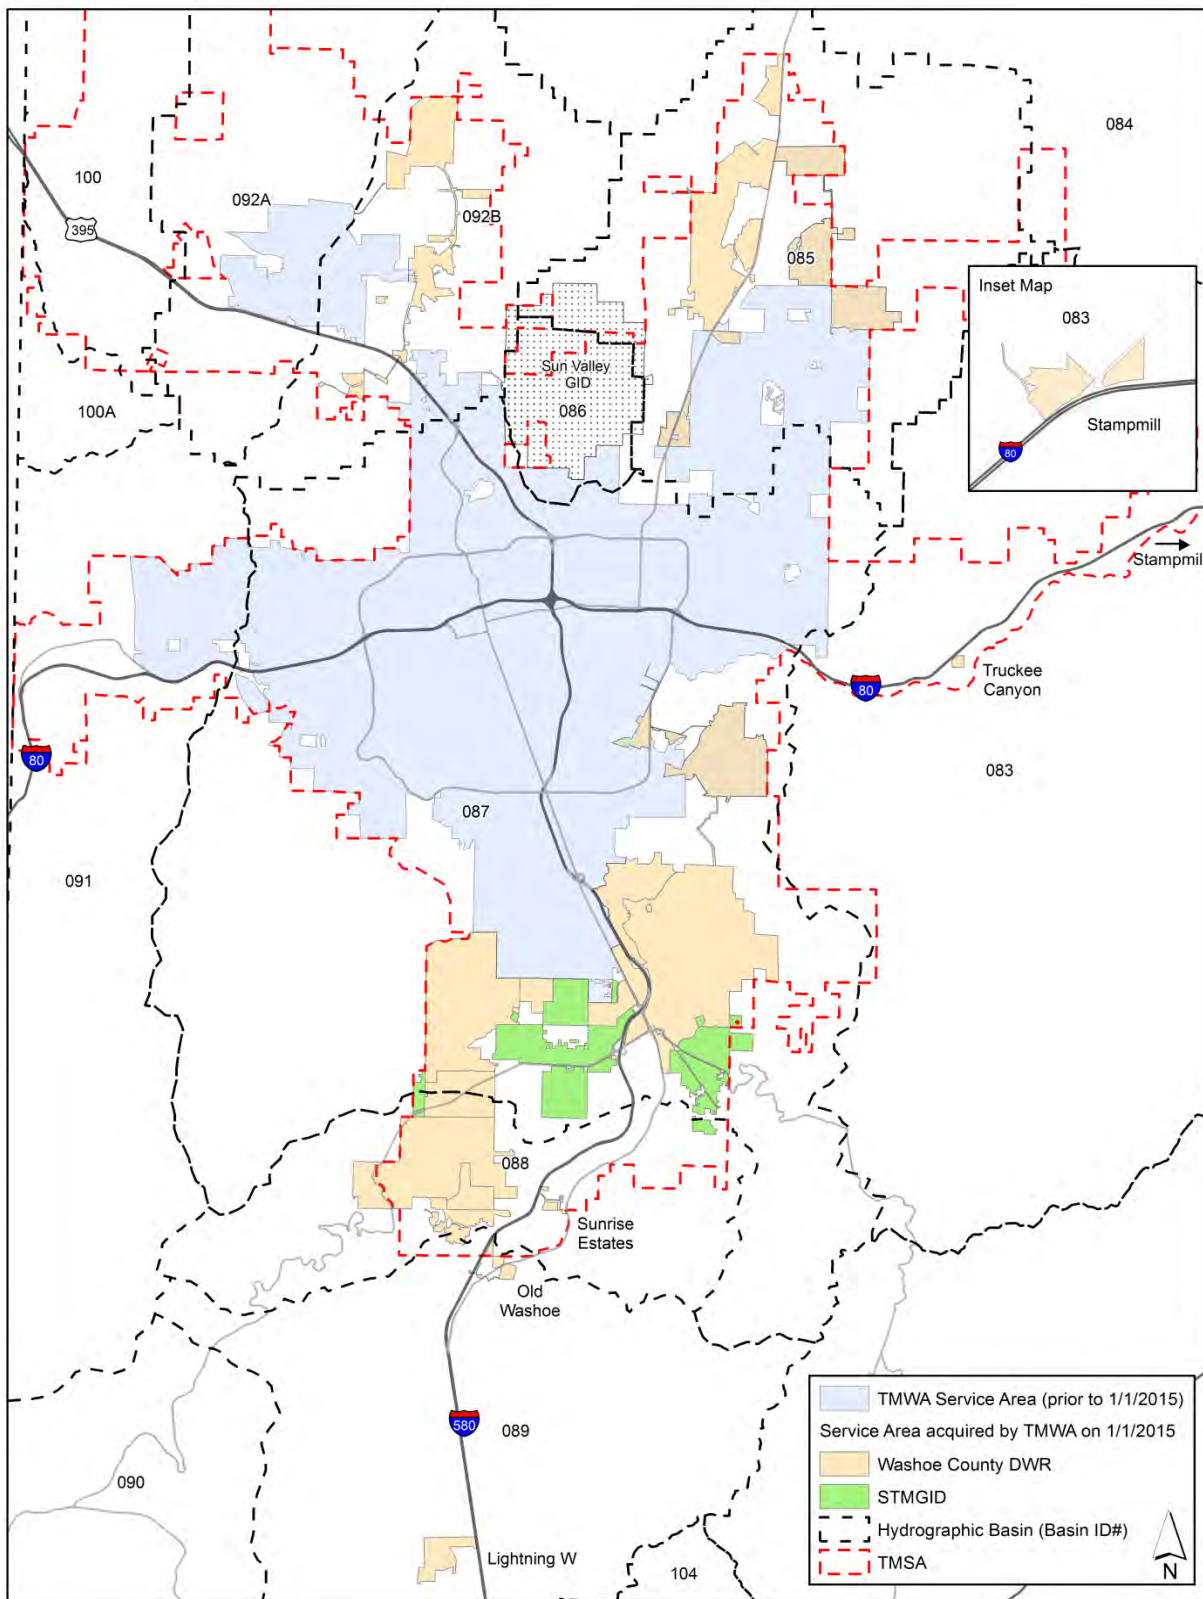 084
100
092A
395
092B
085
Inset Map
083
Stampmill
80
Sun Valley
GID
086
100A
Stampmil
Truckee
Canyon
80
80
083
087
091
088
Sunrise
Estates
Old
Washoe
580
089
090
Lightning W
104
TMWA Service Area (prior to 1/1/2015)
Service Area acquired by TMWA on 1/1/2015
Washoe County DWR
STMGID
Hydrographic Basin (Basin ID#)
TMSA
N